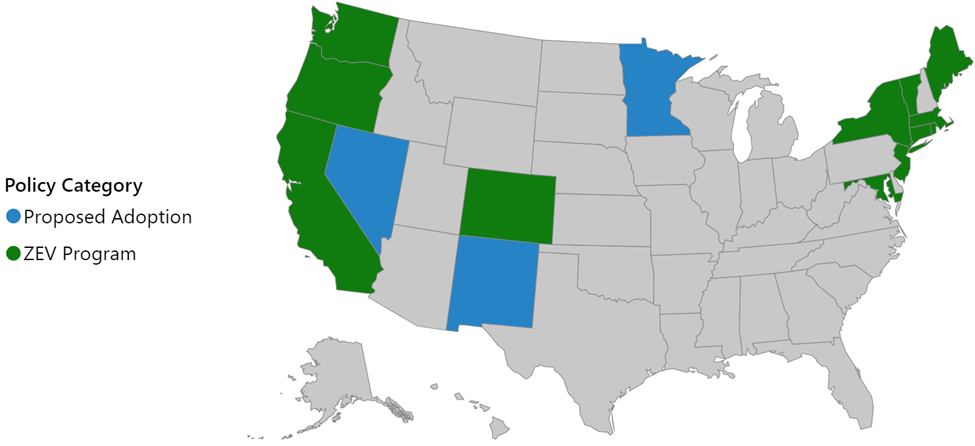 Policy Category
Proposed Adoption
ZEV Program